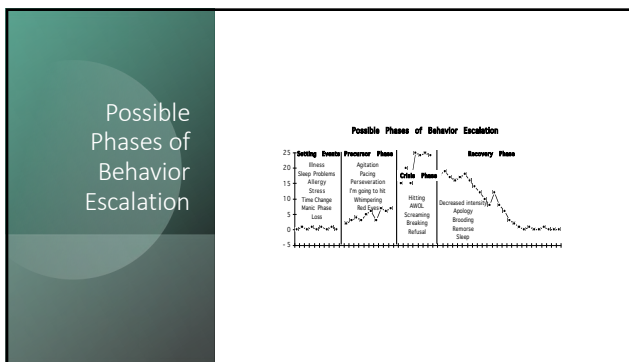 Possible
Phases of
Behavior
Escalation
Possible Phases of Behavior Escalation
25
20
15
10
5
0
-5
Setting Events
Illness
Sleep Problems
Allergy
Stress
Time Change
Manic Phase
Loss
Precursor Phase
Agitation
Pacing
Perseveration
I'm going to hit
Whimpering
Red Eyes
Crisis Phase
Hitting
AWOL
Screaming
Breaking
Refusal
Recovery Phase
Decreased intensity
Apology
Brooding
Remorse
Sleep